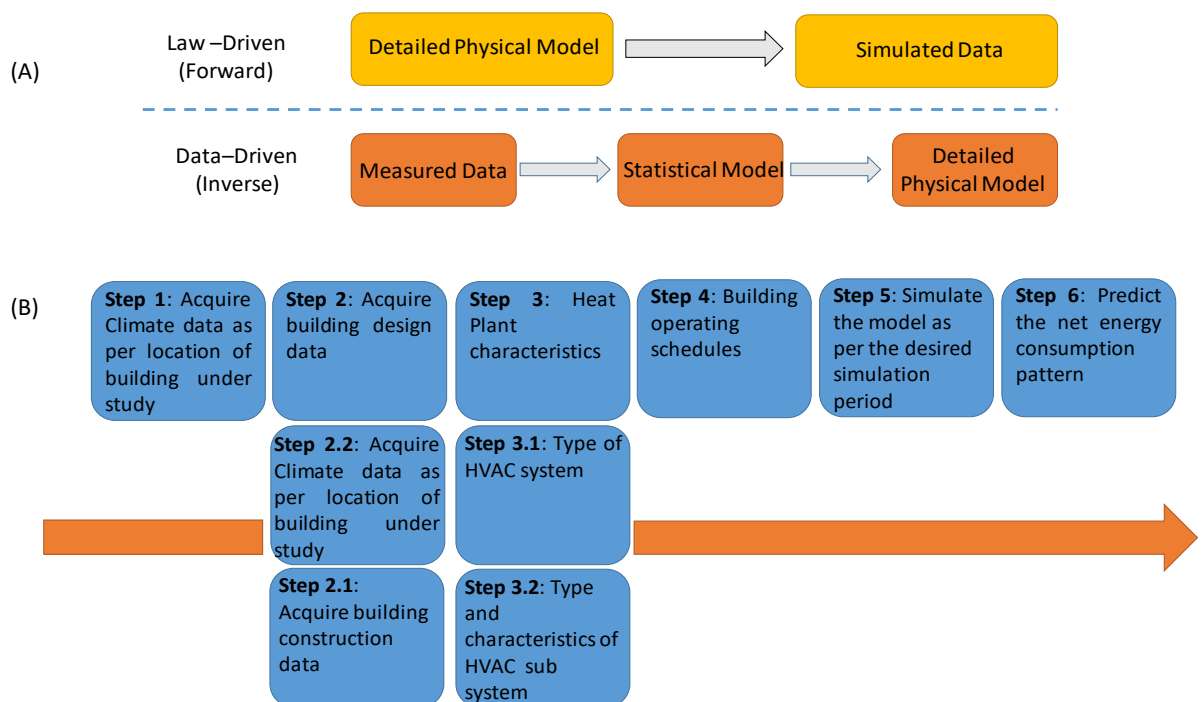 (A)
Law –Driven
(Forward)
Detailed Physical Model
Simulated Data
Data–Driven
(Inverse)
Measured Data
Statistical Model
Detailed
Physical Model
(B)
Step 1: Acquire
Climate data as
per location of
building under
study
Step 2: Acquire
building design
data
Step 3: Heat
Plant
characteristics
Step 4: Building
operating
schedules
Step 5: Simulate
the model as
per the desired
simulation
period
Step 6: Predict
the net energy
consumption
pattern
Step 2.2: Acquire
Climate data as
per location of
building under
study
Step 3.1: Type of
HVAC system
Step 2.1:
Acquire building
construction
data
Step 3.2: Type
and
characteristics of
HVAC sub
system